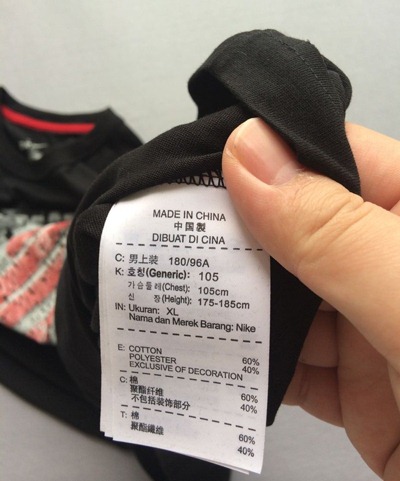 MADE IN CHINA
中国製
DIBUAT DI CINA
C: 男上装 180/96A
K: 호칭(Generic): 105
가슴둘레(Chest): 105cm
신 장(Height): 175-185cm
IN: Ukuran: XL
Nama dan Merek Barang: Nike
E: COTTON 60%
POLYESTER 40%
EXCLUSIVE OF DECORATION
C: 棉 60%
聚酯纤维 40%
不包括装饰部分
T: 棉 60%
聚酯纖維 40%